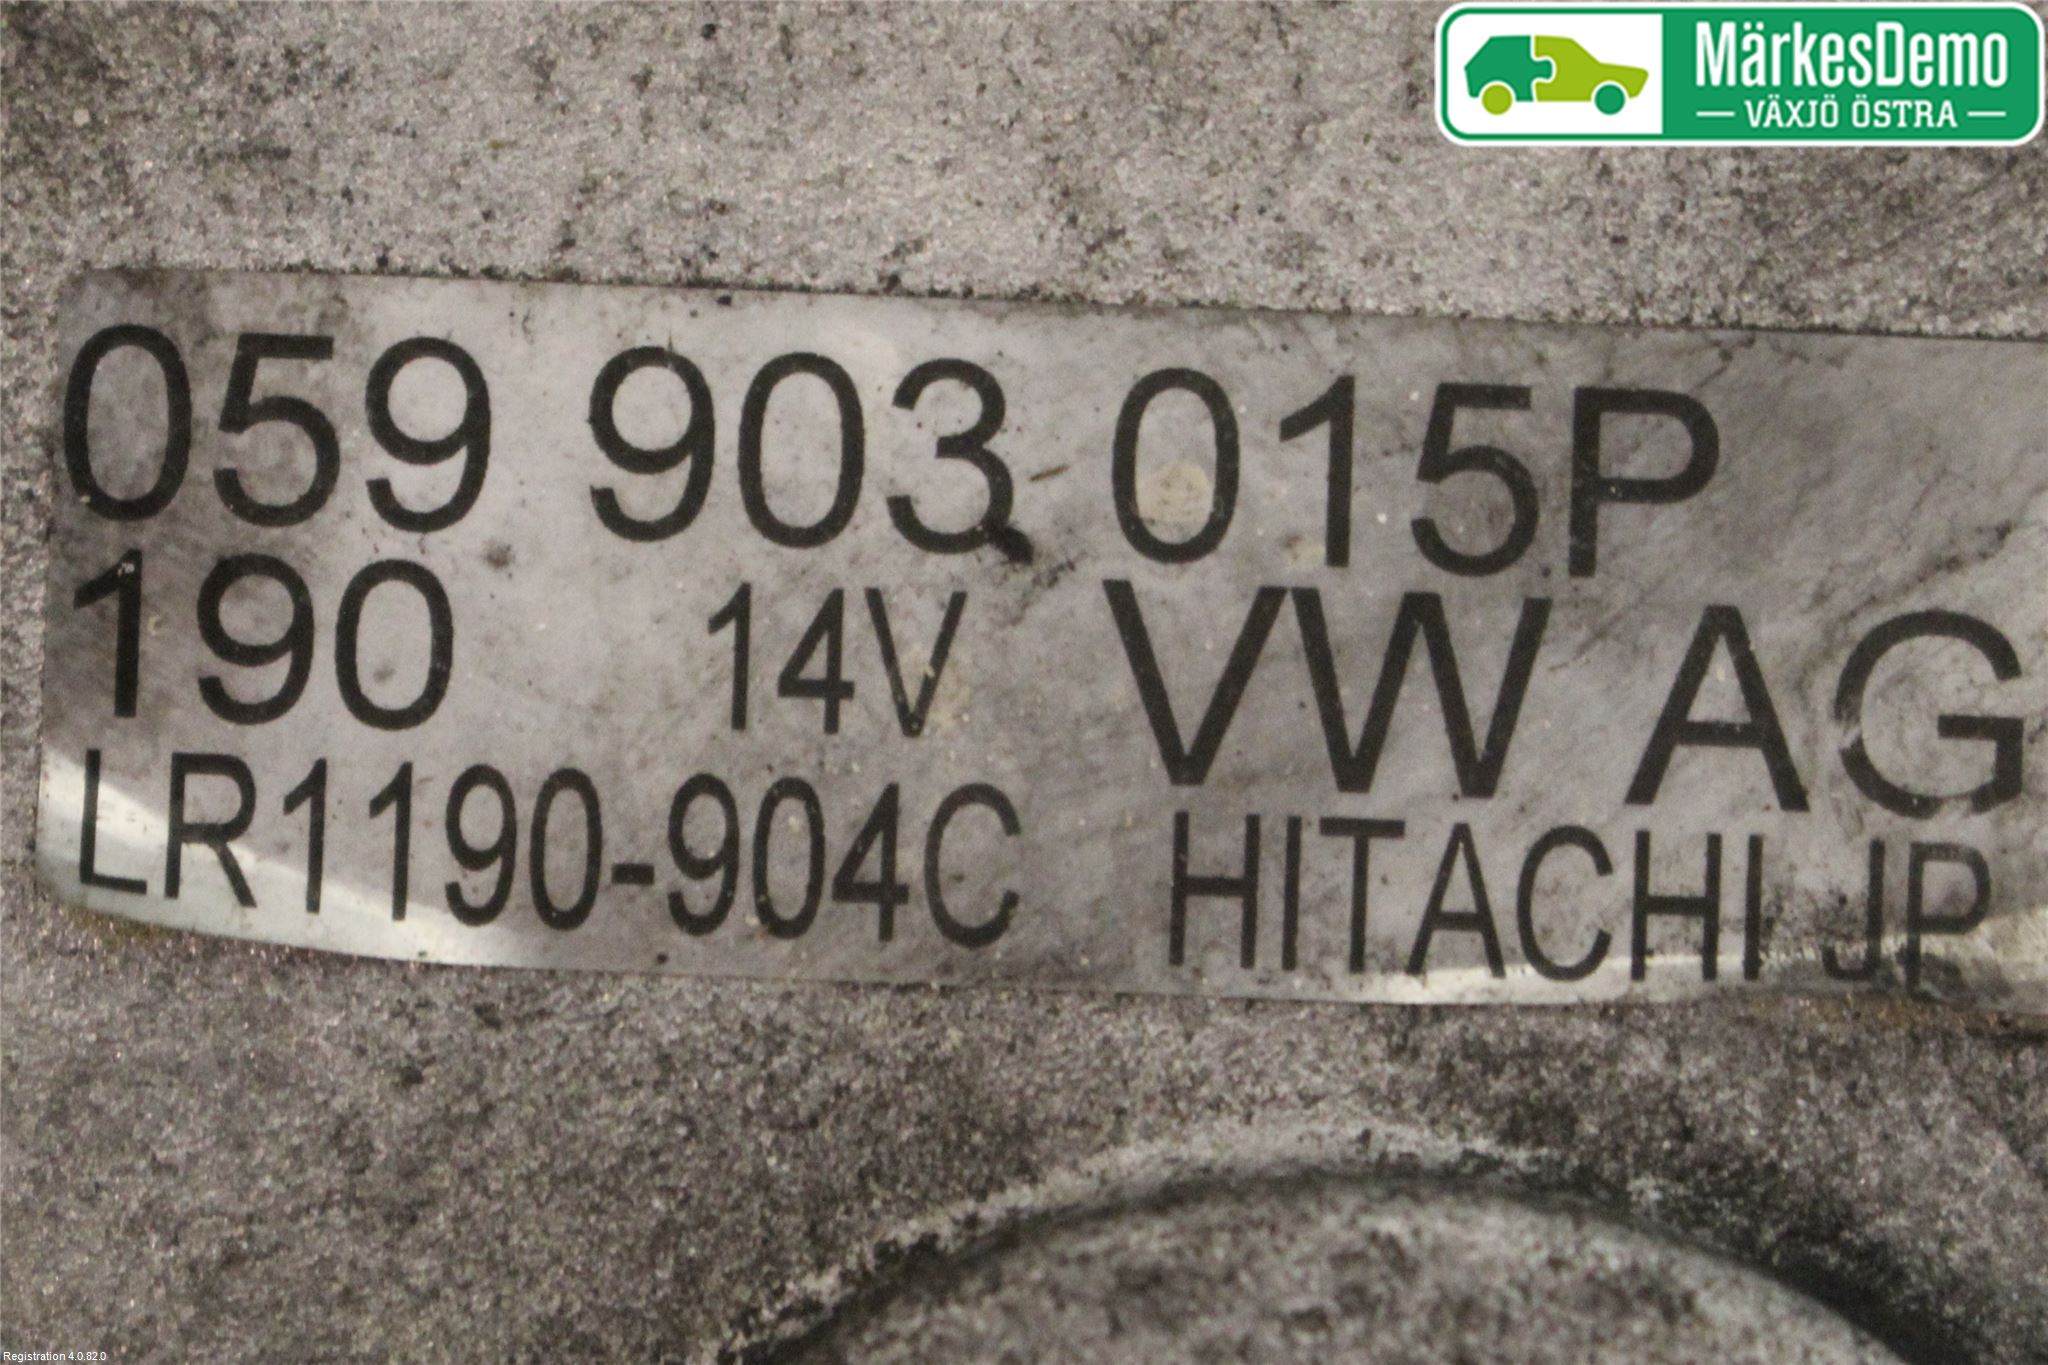 MärkesDemo
VÄXJÖ ÖSTRA
059 903 015P
190 14V VW AG
LR1190-904C HITACHI JP
Registration 4.0.82.0